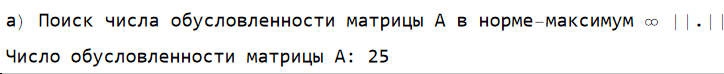 а) Поиск числа обусловленности матрицы A в норме-максимум ∞ ||.||
Число обусловленности матрицы A: 25